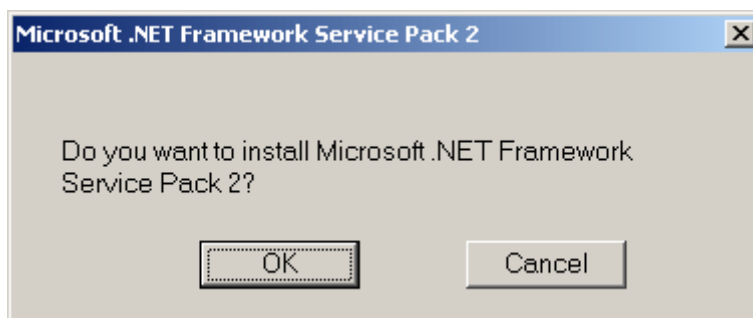 Microsoft .NET Framework Service Pack 2
Do you want to install Microsoft .NET Framework
Service Pack 2?
OK
Cancel